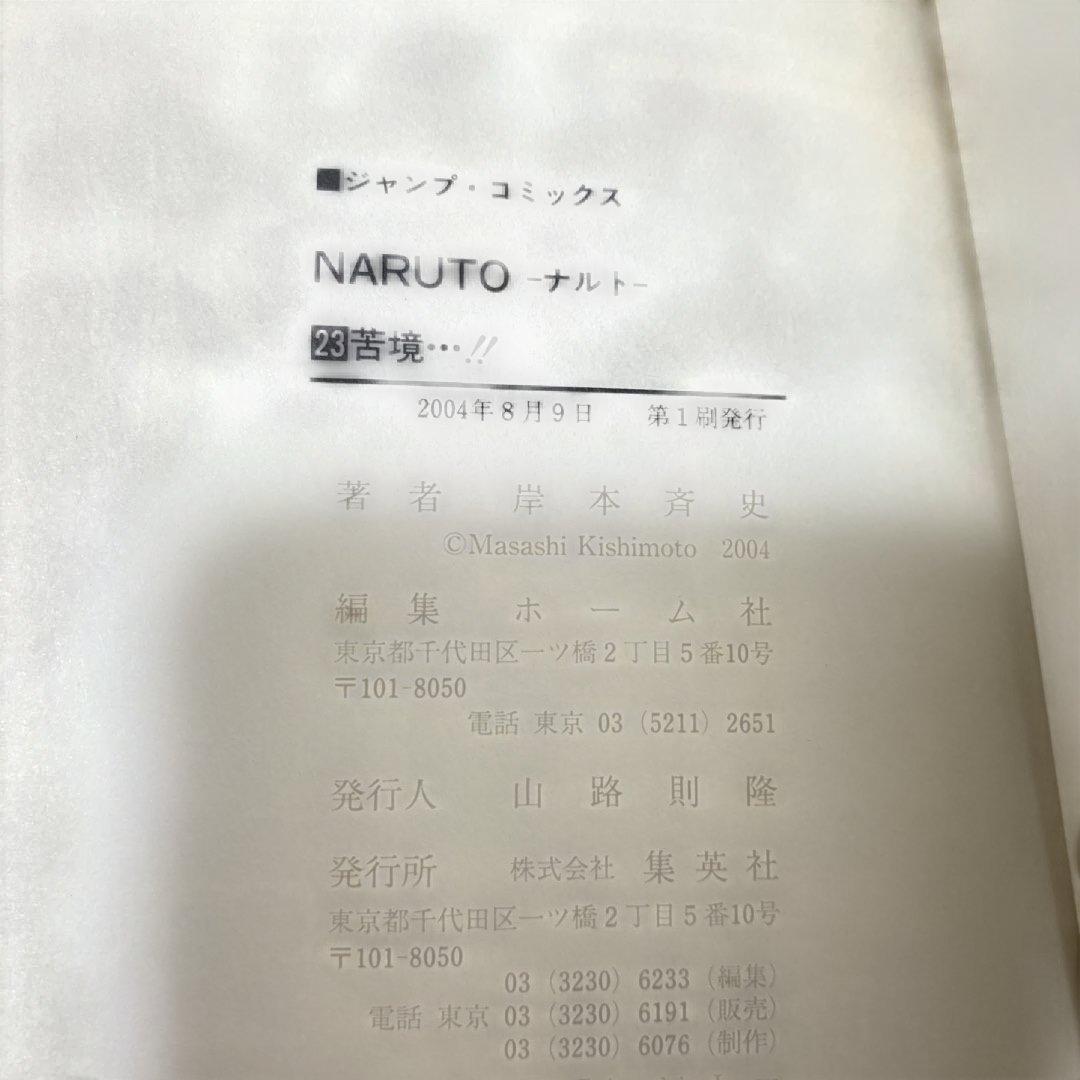 ■ジャンプ・コミックス
NARUTO -ナルト-
23苦境…!!
2004年8月9日 第1刷発行
著者 岸本斉史
©Masashi Kishimoto 2004
編集 ホーム社
東京都千代田区一ツ橋2丁目5番10号
〒101-8050
電話 東京 03 (5211) 2651
発行人 山路則隆
発行所 株式会社 集英社
東京都千代田区一ツ橋2丁目5番10号
〒101-8050
03 (3230) 6233 (編集)
電話 東京 03 (3230) 6191 (販売)
03 (3230) 6076 (制作)